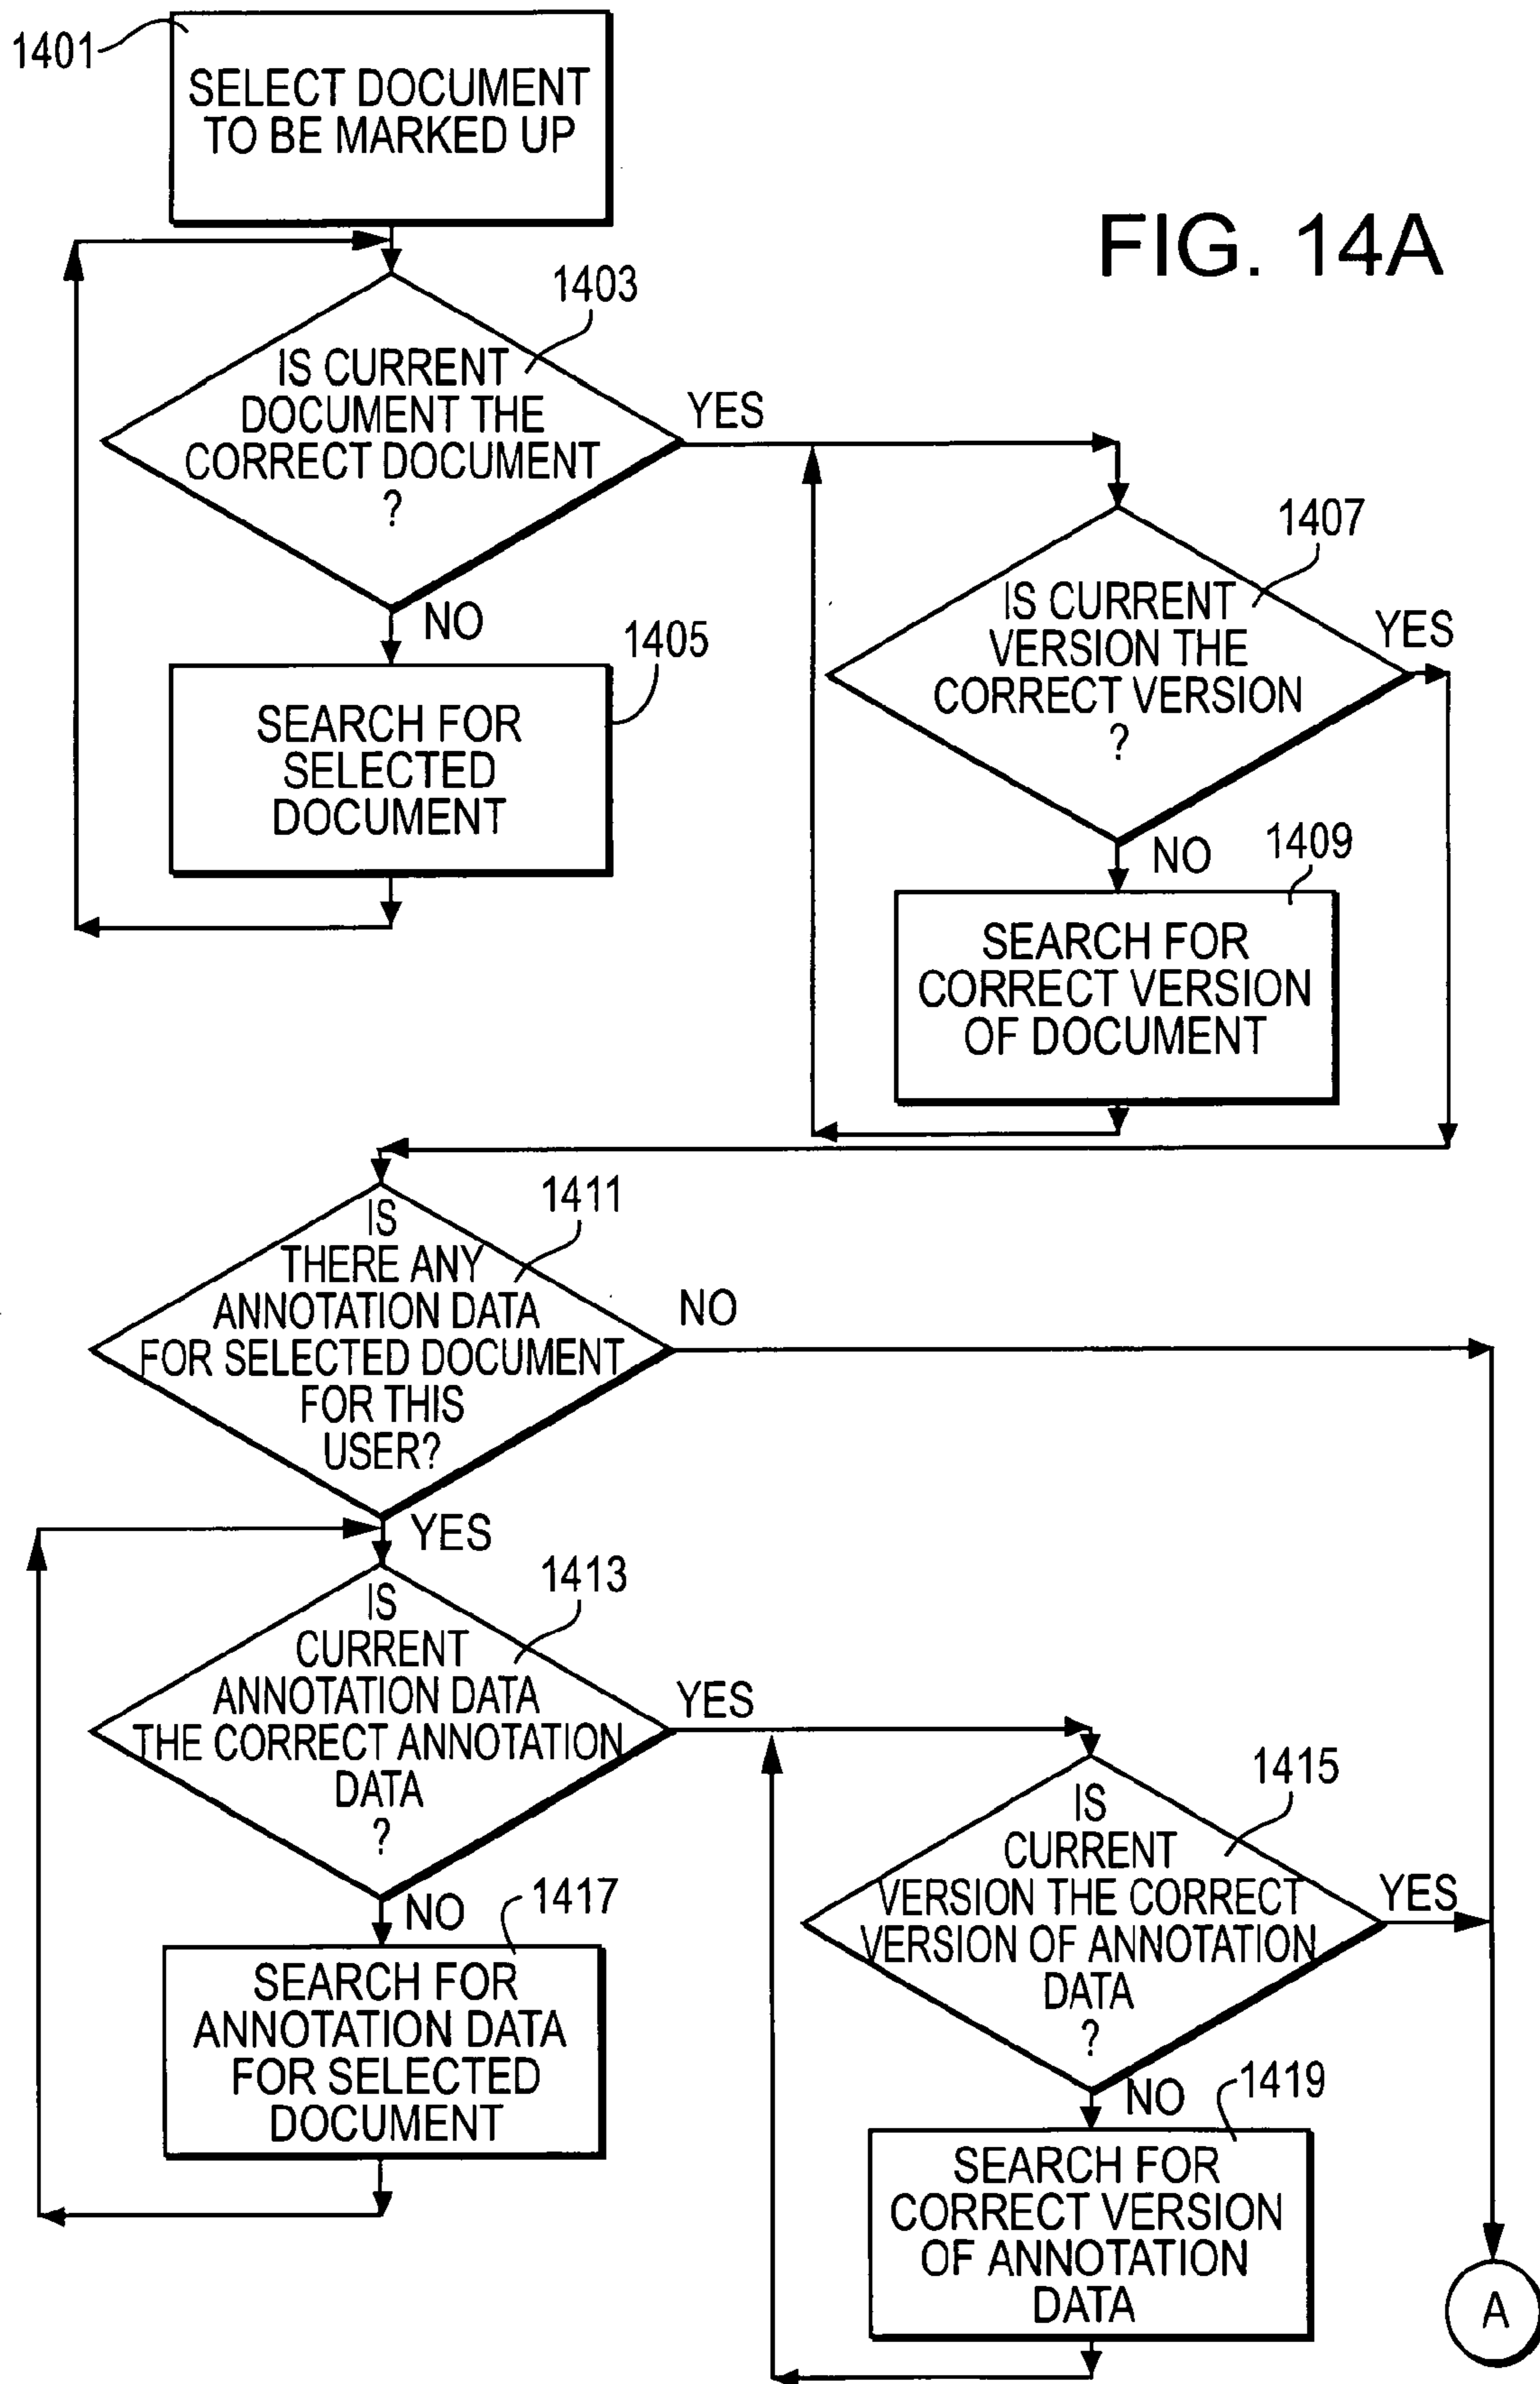 1401
SELECT DOCUMENT
TO BE MARKED UP
FIG. 14A
1403
IS CURRENT
DOCUMENT THE
CORRECT DOCUMENT
?
YES
NO
1405
SEARCH FOR
SELECTED
DOCUMENT
1407
IS CURRENT
VERSION THE
CORRECT VERSION
?
YES
NO
1409
SEARCH FOR
CORRECT VERSION
OF DOCUMENT
1411
IS
THERE ANY
ANNOTATION DATA
FOR SELECTED DOCUMENT
FOR THIS
USER?
NO
YES
1413
IS
CURRENT
ANNOTATION DATA
THE CORRECT ANNOTATION
DATA
?
YES
NO
1417
SEARCH FOR
ANNOTATION DATA
FOR SELECTED
DOCUMENT
1415
IS
CURRENT
VERSION THE CORRECT
VERSION OF ANNOTATION
DATA
?
YES
NO
1419
SEARCH FOR
CORRECT VERSION
OF ANNOTATION
DATA
A